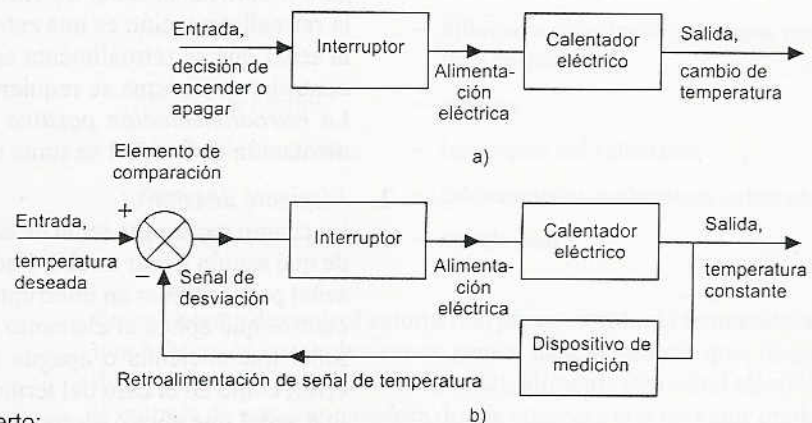 Entrada,
decisión de
encender o
apagar
Interruptor
Alimenta-
ción
eléctrica
Calentador
eléctrico
Salida,
cambio de
temperatura
a)
Elemento de
comparación
Entrada,
+
temperatura
deseada
Señal de
desviación
Interruptor
Alimenta-
ción
eléctrica
Calentador
eléctrico
Salida,
temperatura
constante
Dispositivo de
medición
Retroalimentación de señal de temperatura
b)
erto: